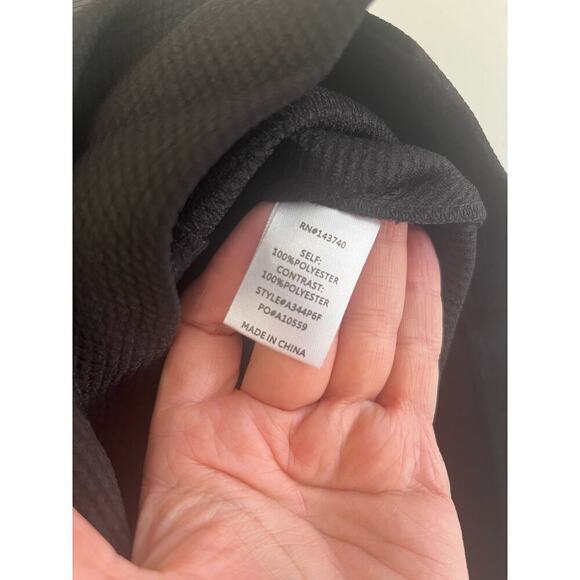 RN#143740
SELF:
100%POLYESTER
CONTRAST:
100%POLYESTER
STYLE#A344P6F
PO#A10559
MADE IN CHINA